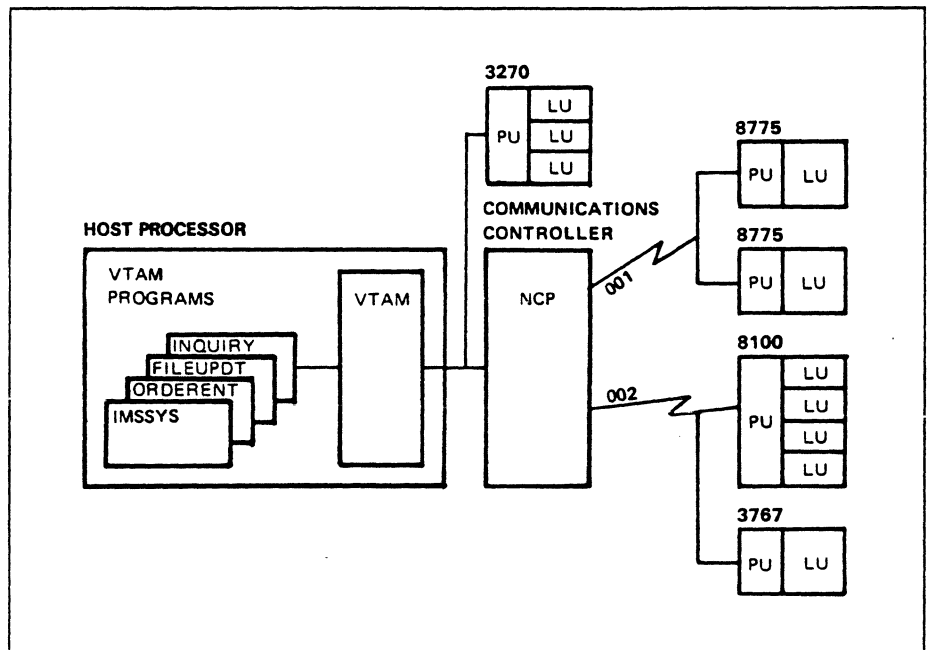 3270
PU
LU
LU
LU
8775
PU LU
HOST PROCESSOR
COMMUNICATIONS
CONTROLLER
VTAM
PROGRAMS
INQUIRY
FILEUPDT
ORDERENT
IMSSYS
VTAM
NCP
001
8775
PU LU
002
8100
PU
LU
LU
LU
LU
3767
PU LU